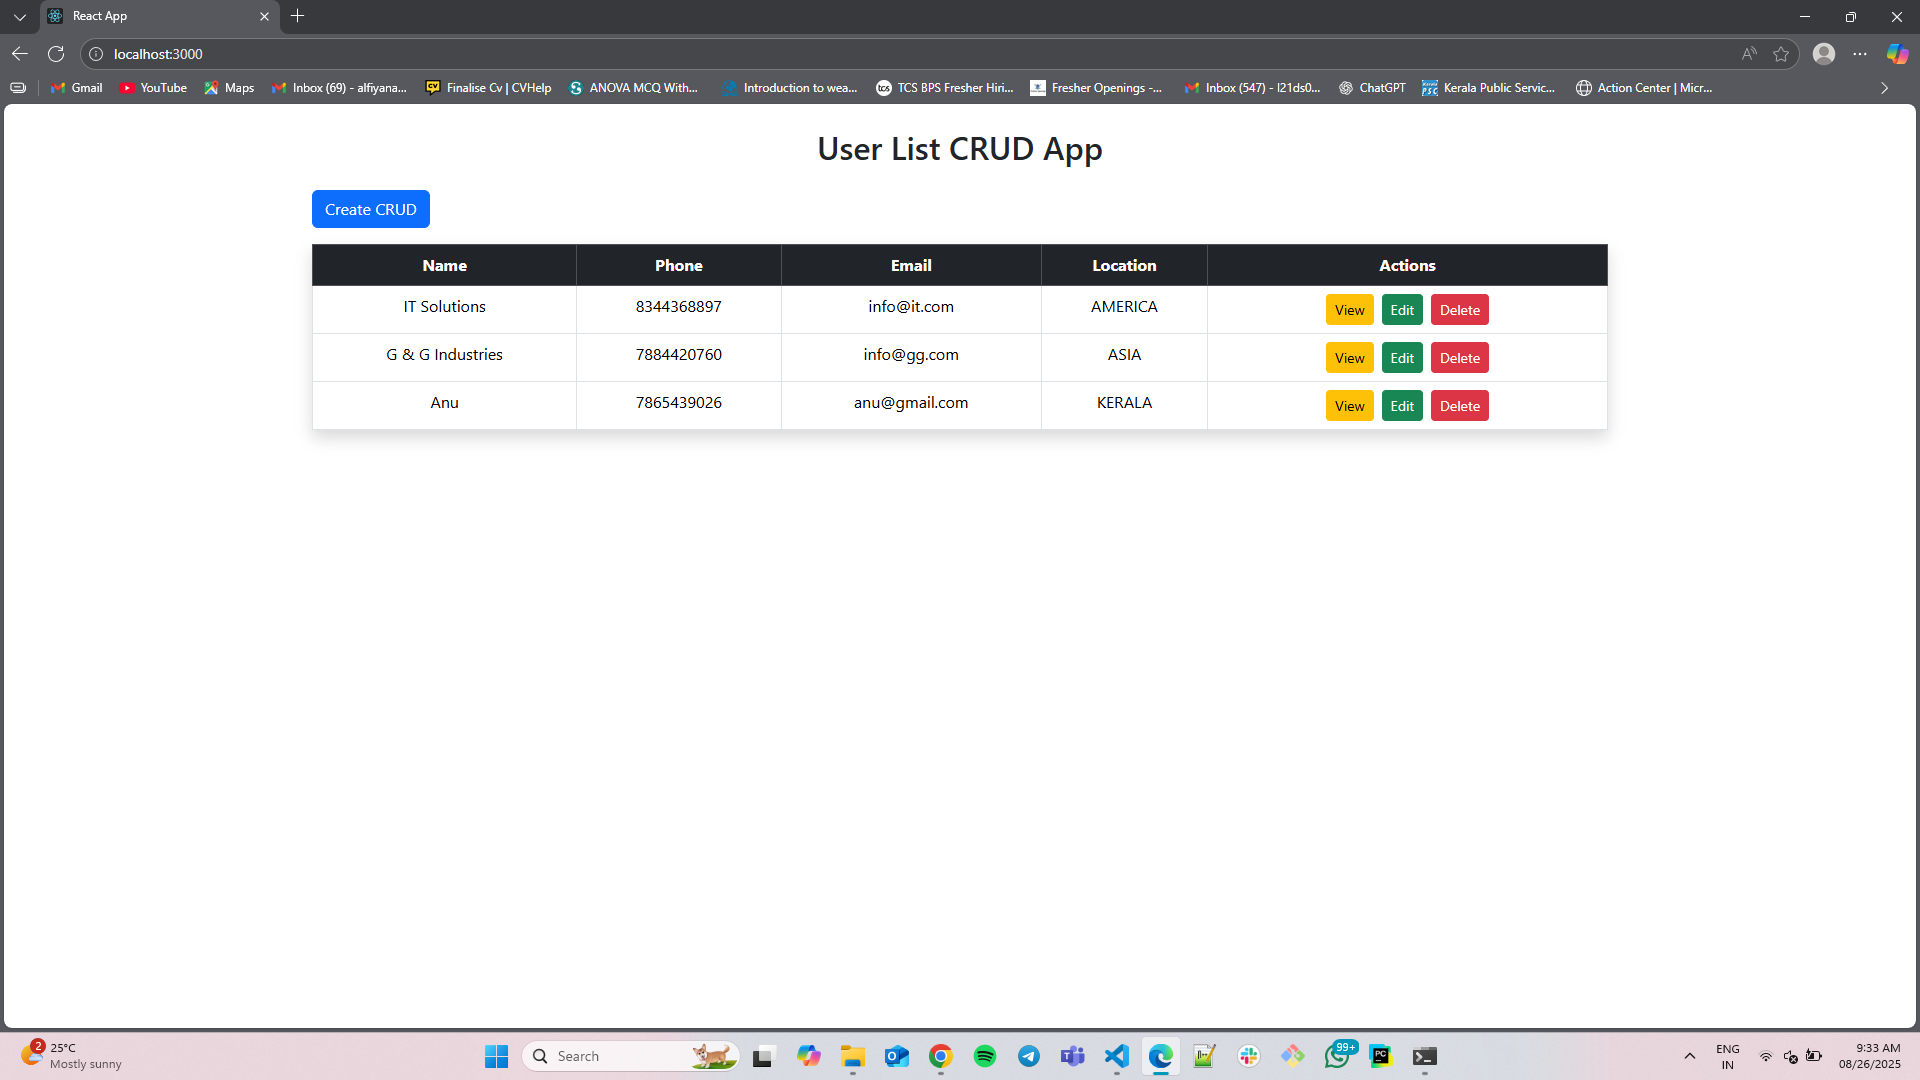 React App
localhost:3000
Gmail YouTube Maps Inbox (69) - alfiyana... CV Finalise Cv | CVHelp ANOVA MCQ With... Introduction to wea... tcs TCS BPS Fresher Hiri... Fresher Openings -... Inbox (547) - l21ds0... ChatGPT PSC Kerala Public Servic... Action Center | Micr...
User List CRUD App
Create CRUD
Name Phone Email Location Actions
IT Solutions 8344368897 info@it.com AMERICA View Edit Delete
G & G Industries 7884420760 info@gg.com ASIA View Edit Delete
Anu 7865439026 anu@gmail.com KERALA View Edit Delete
2 25°C
Mostly sunny
Search
99+
PC
ENG
IN
9:33 AM
08/26/2025